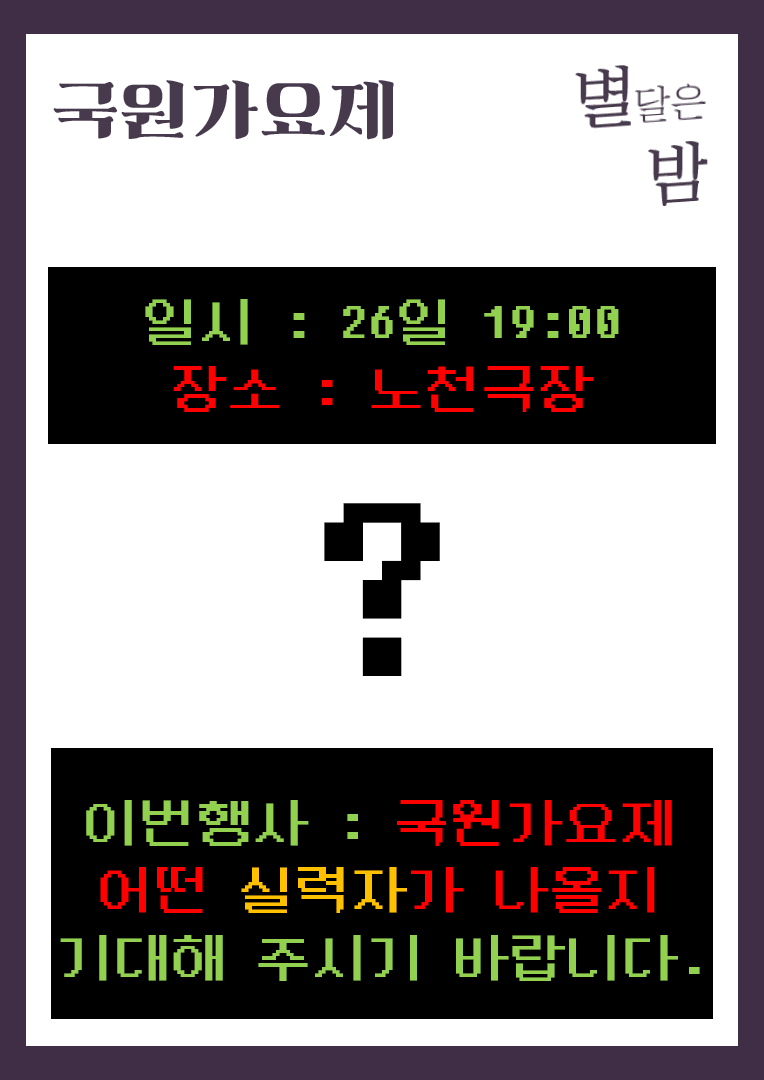 국원가요제
별달은
밤
일시 : 26일 19:00
장소 : 노천극장
?
이번행사 : 국원가요제
어떤 실력자가 나올지
기대해 주시기 바랍니다.